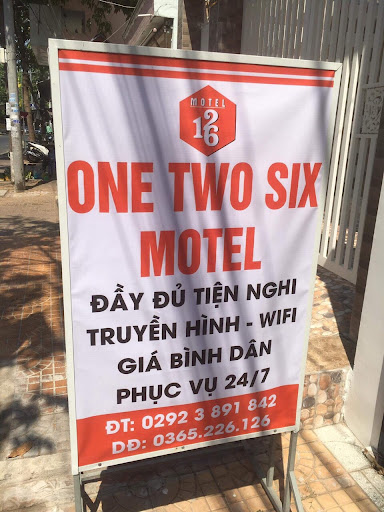 MOTEL
126
ONE TWO SIX
MOTEL
ĐẦY ĐỦ TIỆN NGHI
TRUYỀN HÌNH - WIFI
GIÁ BÌNH DÂN
PHỤC VỤ 24/7
ĐT: 0292 3 891 842
DĐ: 0365.226.126